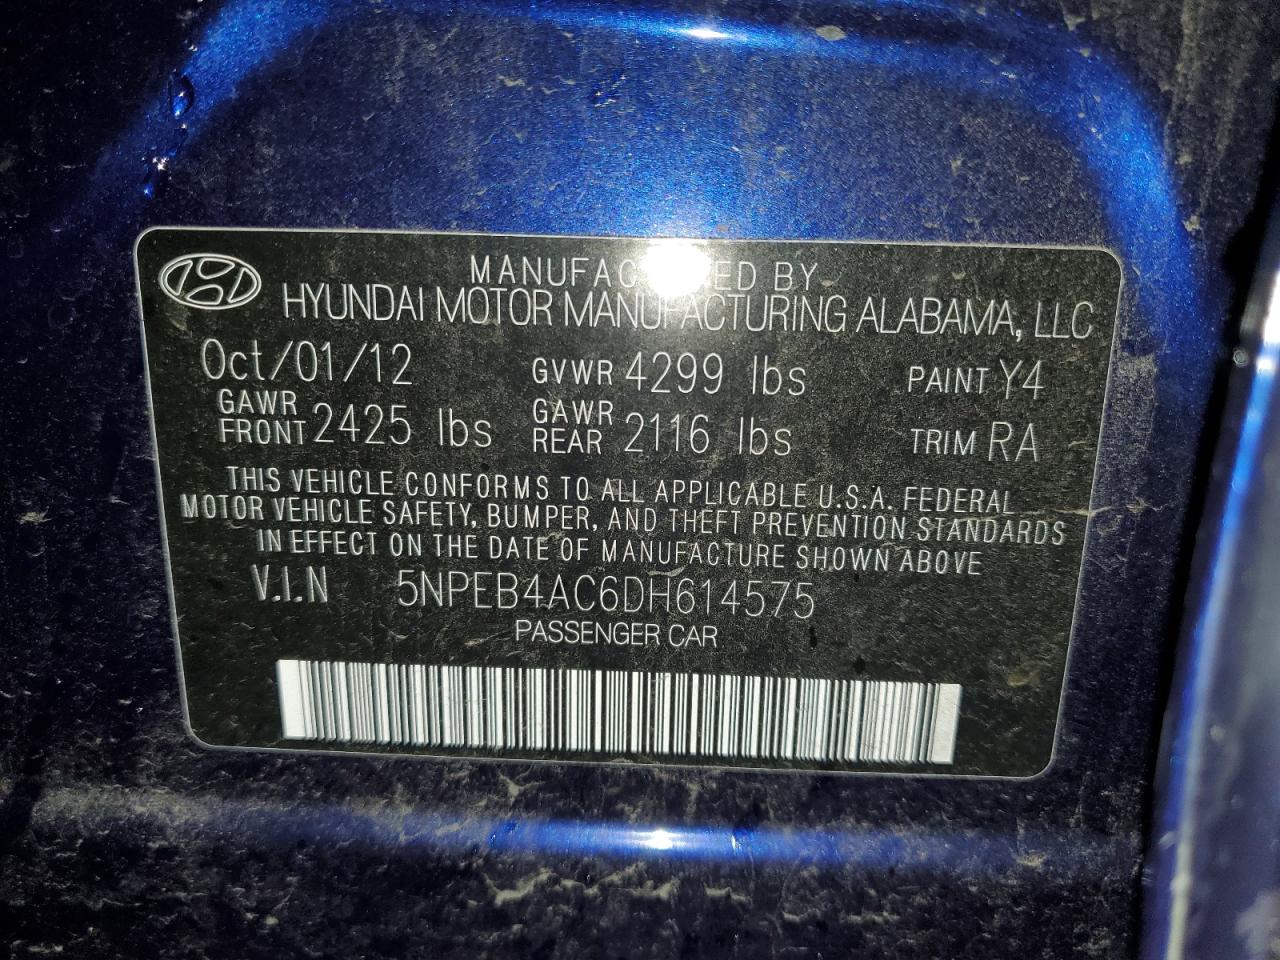 MANUFACTURED BY
HYUNDAI MOTOR MANUFACTURING ALABAMA, LLC
Oct/01/12 GVWR 4299 lbs PAINT Y4
GAWR FRONT 2425 lbs GAWR REAR 2116 lbs TRIM RA
THIS VEHICLE CONFORMS TO ALL APPLICABLE U.S.A. FEDERAL
MOTOR VEHICLE SAFETY, BUMPER, AND THEFT PREVENTION STANDARDS
IN EFFECT ON THE DATE OF MANUFACTURE SHOWN ABOVE
V.I.N 5NPEB4AC6DH614575
PASSENGER CAR